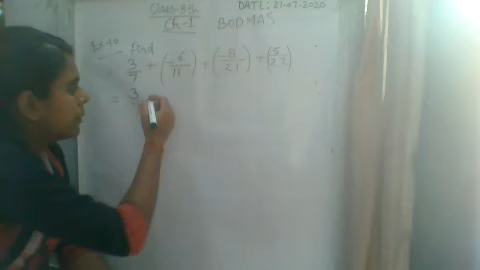 Class-8th DATE:-21-07-2020
Ch-1 BODMAS
Ex-10 find
3/7 + (-6/11) + (-8/21) + (5/22)
= 3